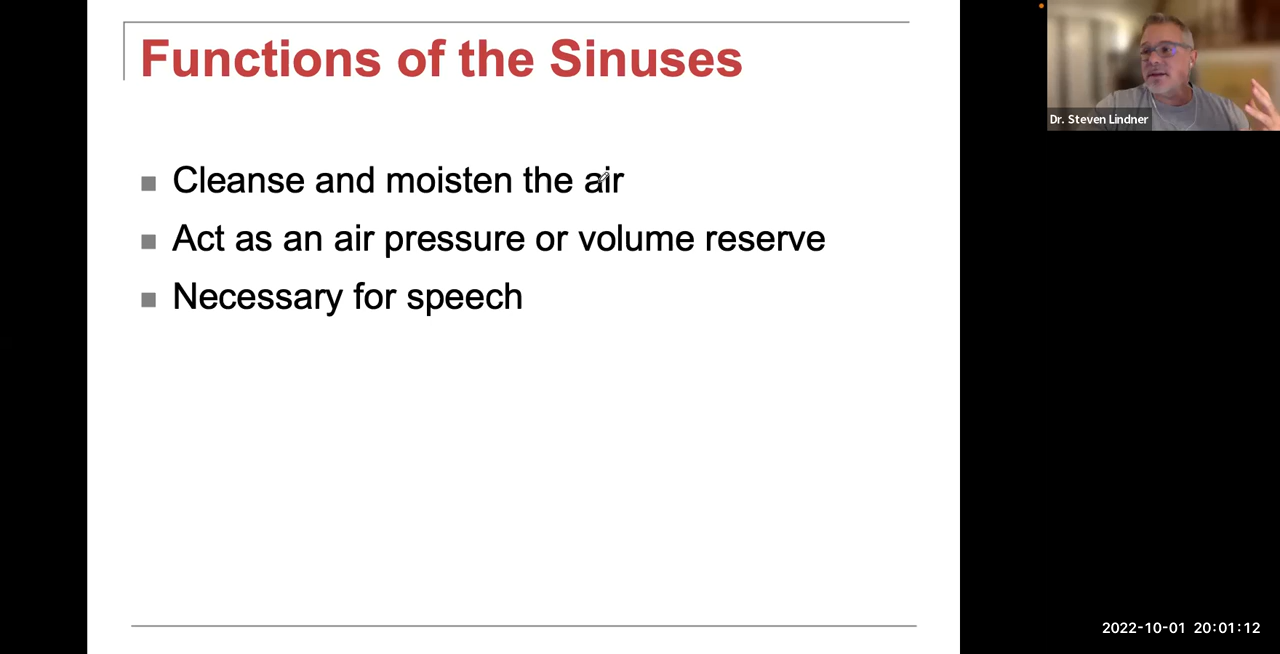 Functions of the Sinuses
Cleanse and moisten the air
Act as an air pressure or volume reserve
Necessary for speech
Dr. Steven Lindner
2022-10-01 20:01:12